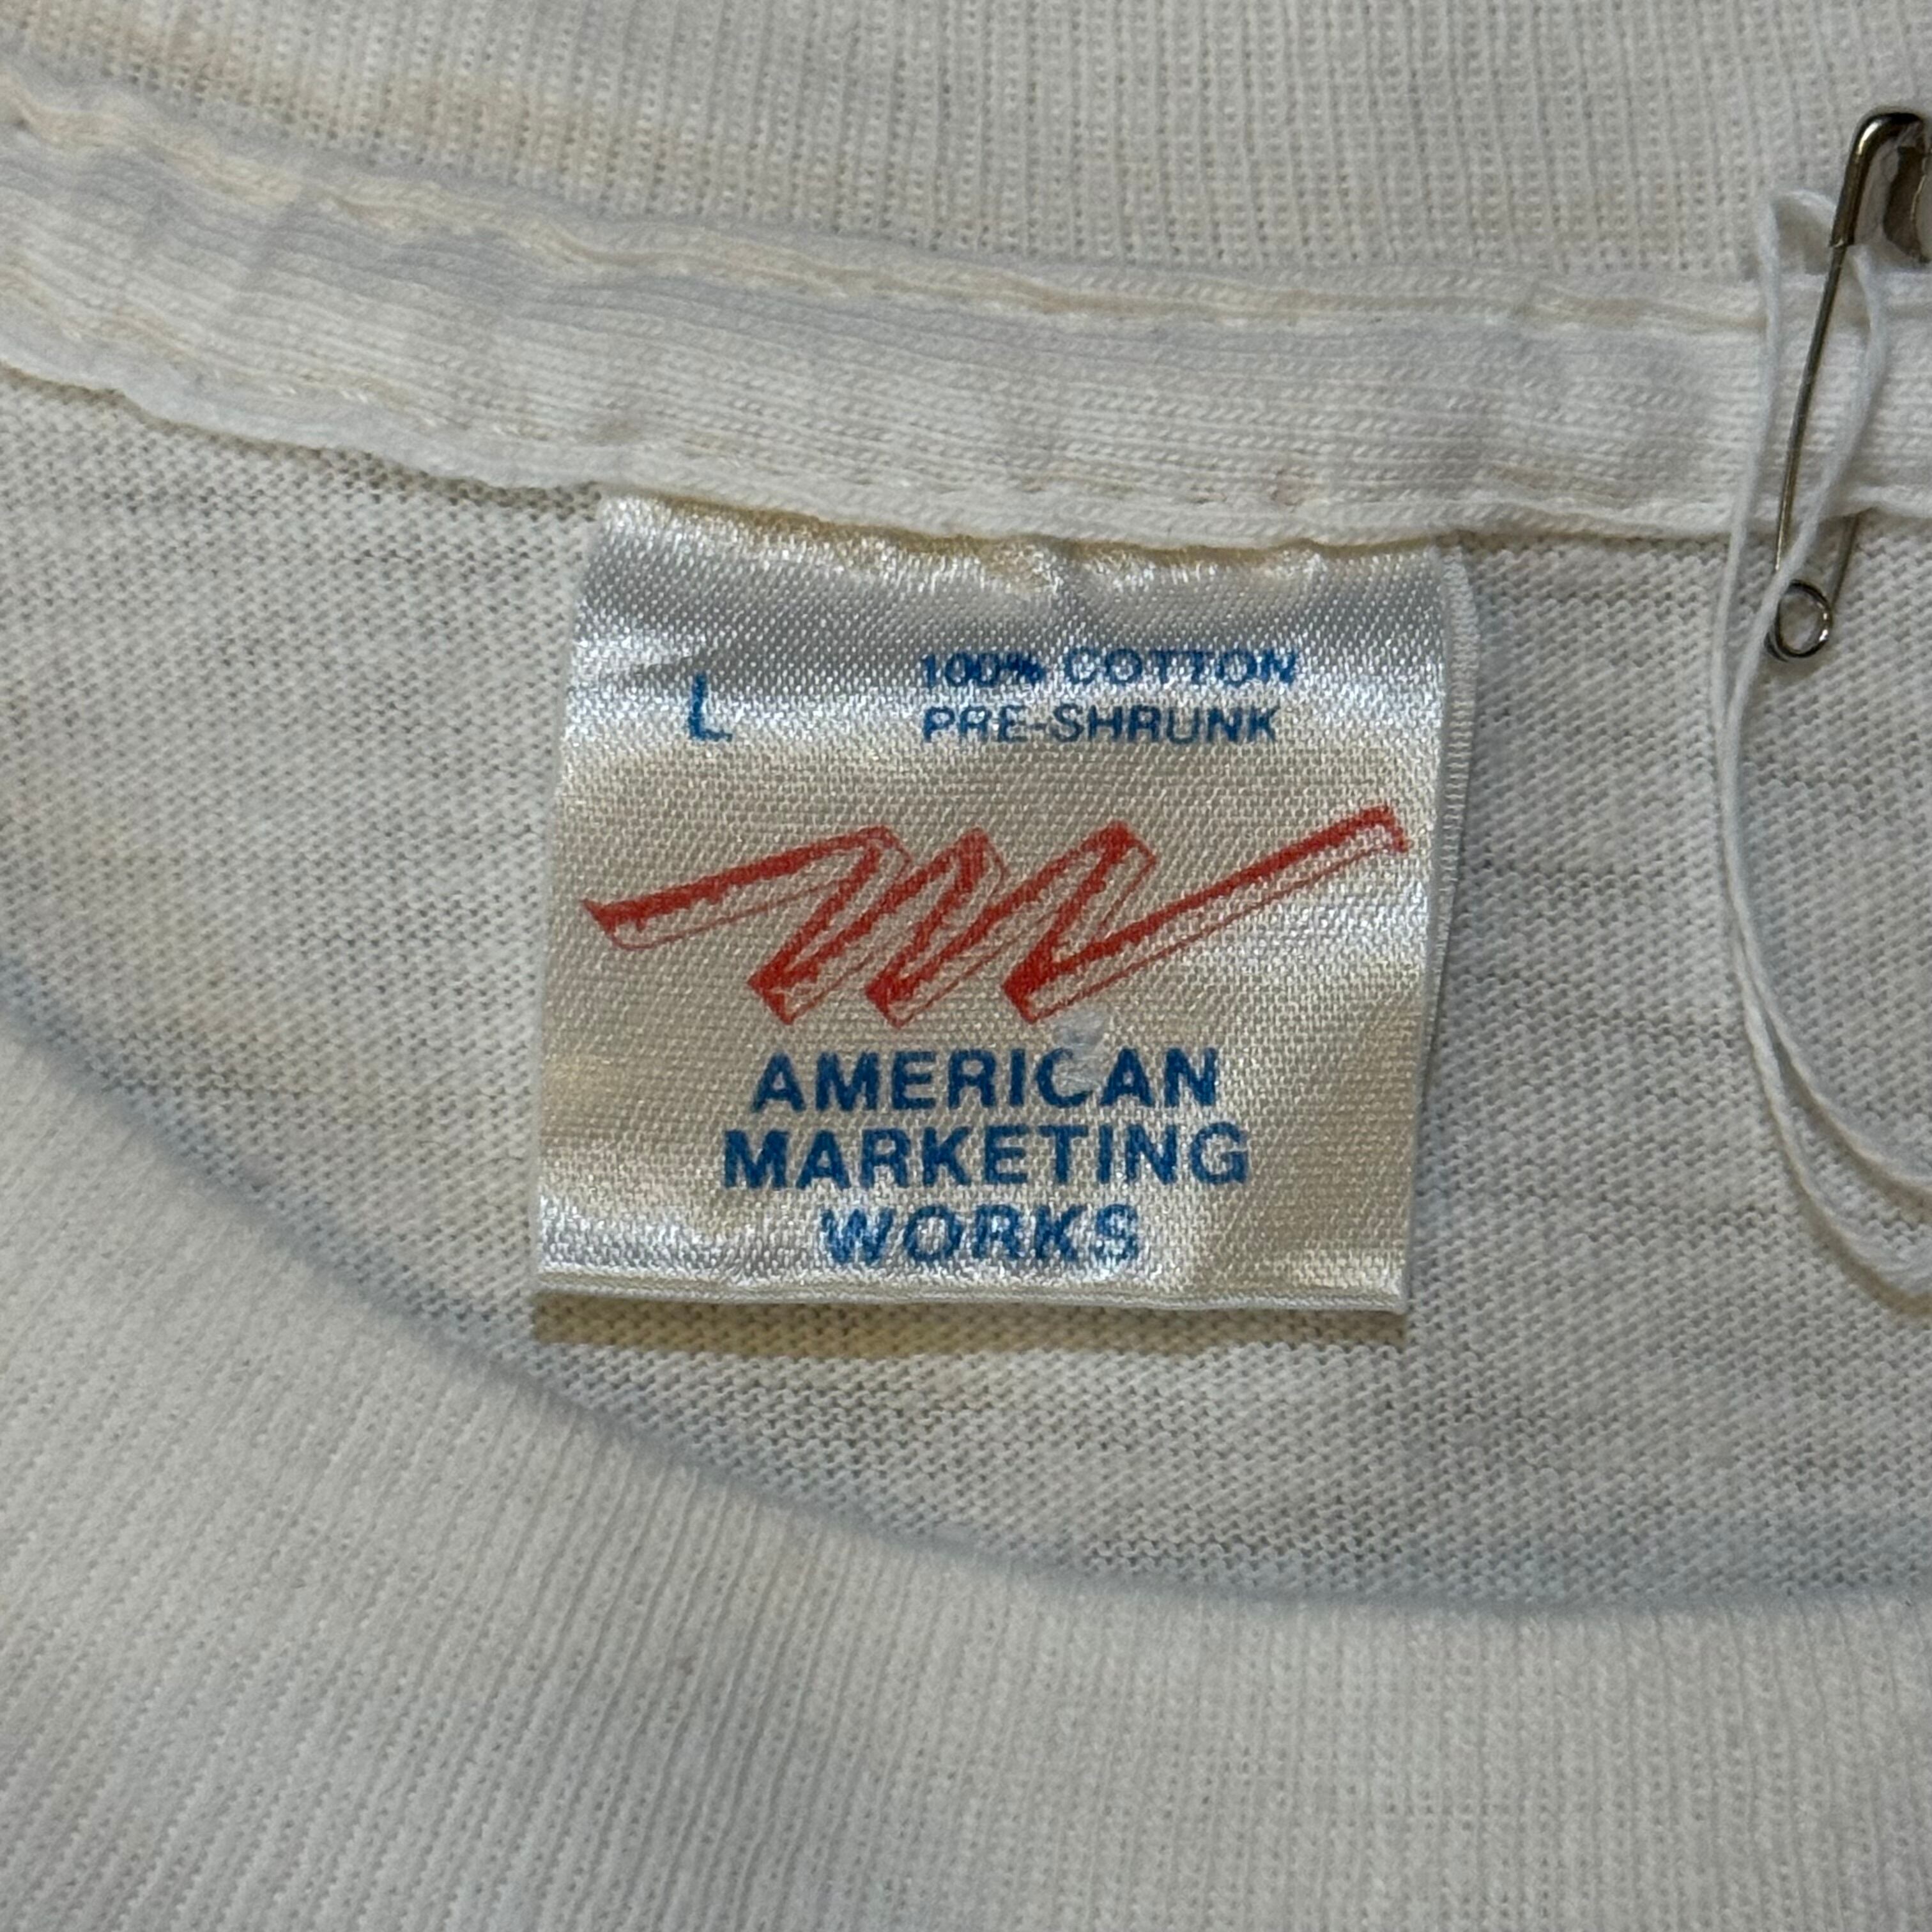 L
100% COTTON
PRE-SHRUNK
AMERICAN
MARKETING
WORKS